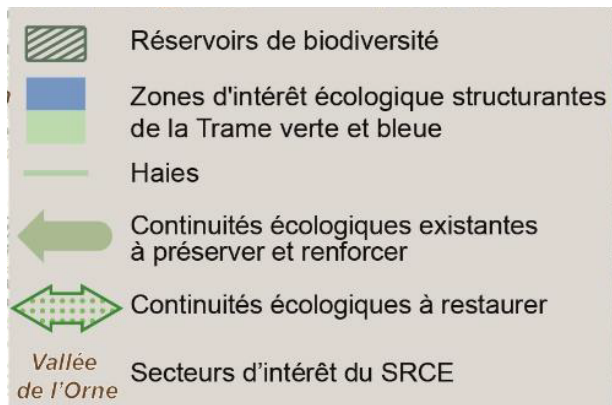 Réservoirs de biodiversité
Zones d'intérêt écologique structurantes
de la Trame verte et bleue
Haies
Continuités écologiques existantes
à préserver et renforcer
Continuités écologiques à restaurer
Vallée
de l'Orne
Secteurs d'intérêt du SRCE